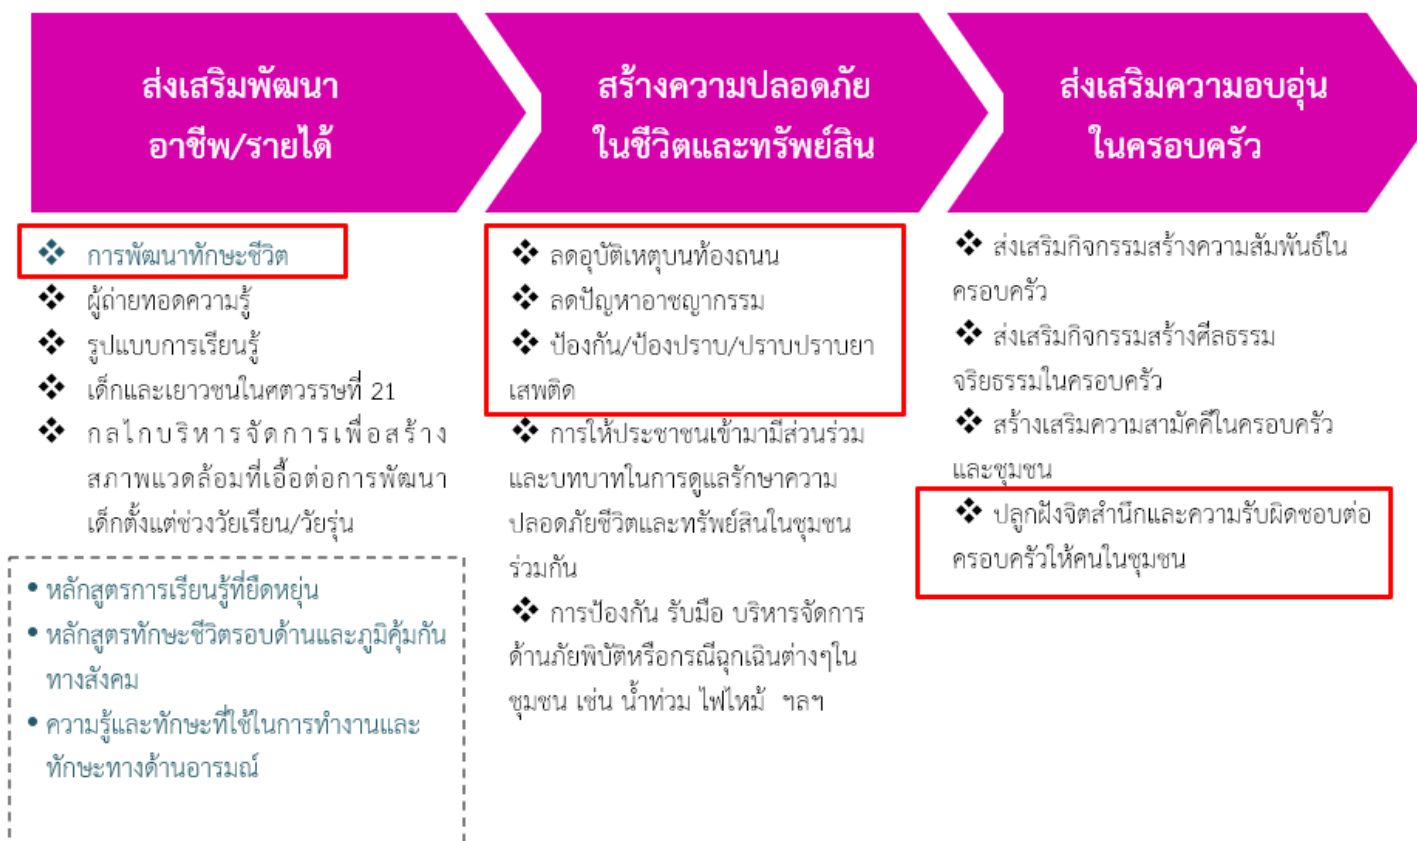 ส่งเสริมพัฒนา
อาชีพ/รายได้
❖ การพัฒนาทักษะชีวิต
❖ ผู้ถ่ายทอดความรู้
❖ รูปแบบการเรียนรู้
❖ เด็กและเยาวชนในศตวรรษที่ 21
❖ กลไกบริหารจัดการเพื่อสร้าง
สภาพแวดล้อมที่เอื้อต่อการพัฒนา
เด็กตั้งแต่ช่วงวัยเรียน/วัยรุ่น
• หลักสูตรการเรียนรู้ที่ยืดหยุ่น
• หลักสูตรทักษะชีวิตรอบด้านและภูมิคุ้มกัน
ทางสังคม
• ความรู้และทักษะที่ใช้ในการทำงานและ
ทักษะทางด้านอารมณ์
สร้างความปลอดภัย
ในชีวิตและทรัพย์สิน
❖ ลดอุบัติเหตุบนท้องถนน
❖ ลดปัญหาอาชญากรรม
❖ ป้องกัน/ป้องปราบ/ปราบปราบยา
เสพติด
❖ การให้ประชาชนเข้ามามีส่วนร่วม
และบทบาทในการดูแลรักษาความ
ปลอดภัยชีวิตและทรัพย์สินในชุมชน
ร่วมกัน
❖ การป้องกัน รับมือ บริหารจัดการ
ด้านภัยพิบัติหรือกรณีฉุกเฉินต่างๆใน
ชุมชน เช่น น้ำท่วม ไฟไหม้ ฯลฯ
ส่งเสริมความอบอุ่น
ในครอบครัว
❖ ส่งเสริมกิจกรรมสร้างความสัมพันธ์ใน
ครอบครัว
❖ ส่งเสริมกิจกรรมสร้างศีลธรรม
จริยธรรมในครอบครัว
❖ สร้างเสริมความสามัคคีในครอบครัว
และชุมชน
❖ ปลูกฝังจิตสำนึกและความรับผิดชอบต่อ
ครอบครัวให้คนในชุมชน